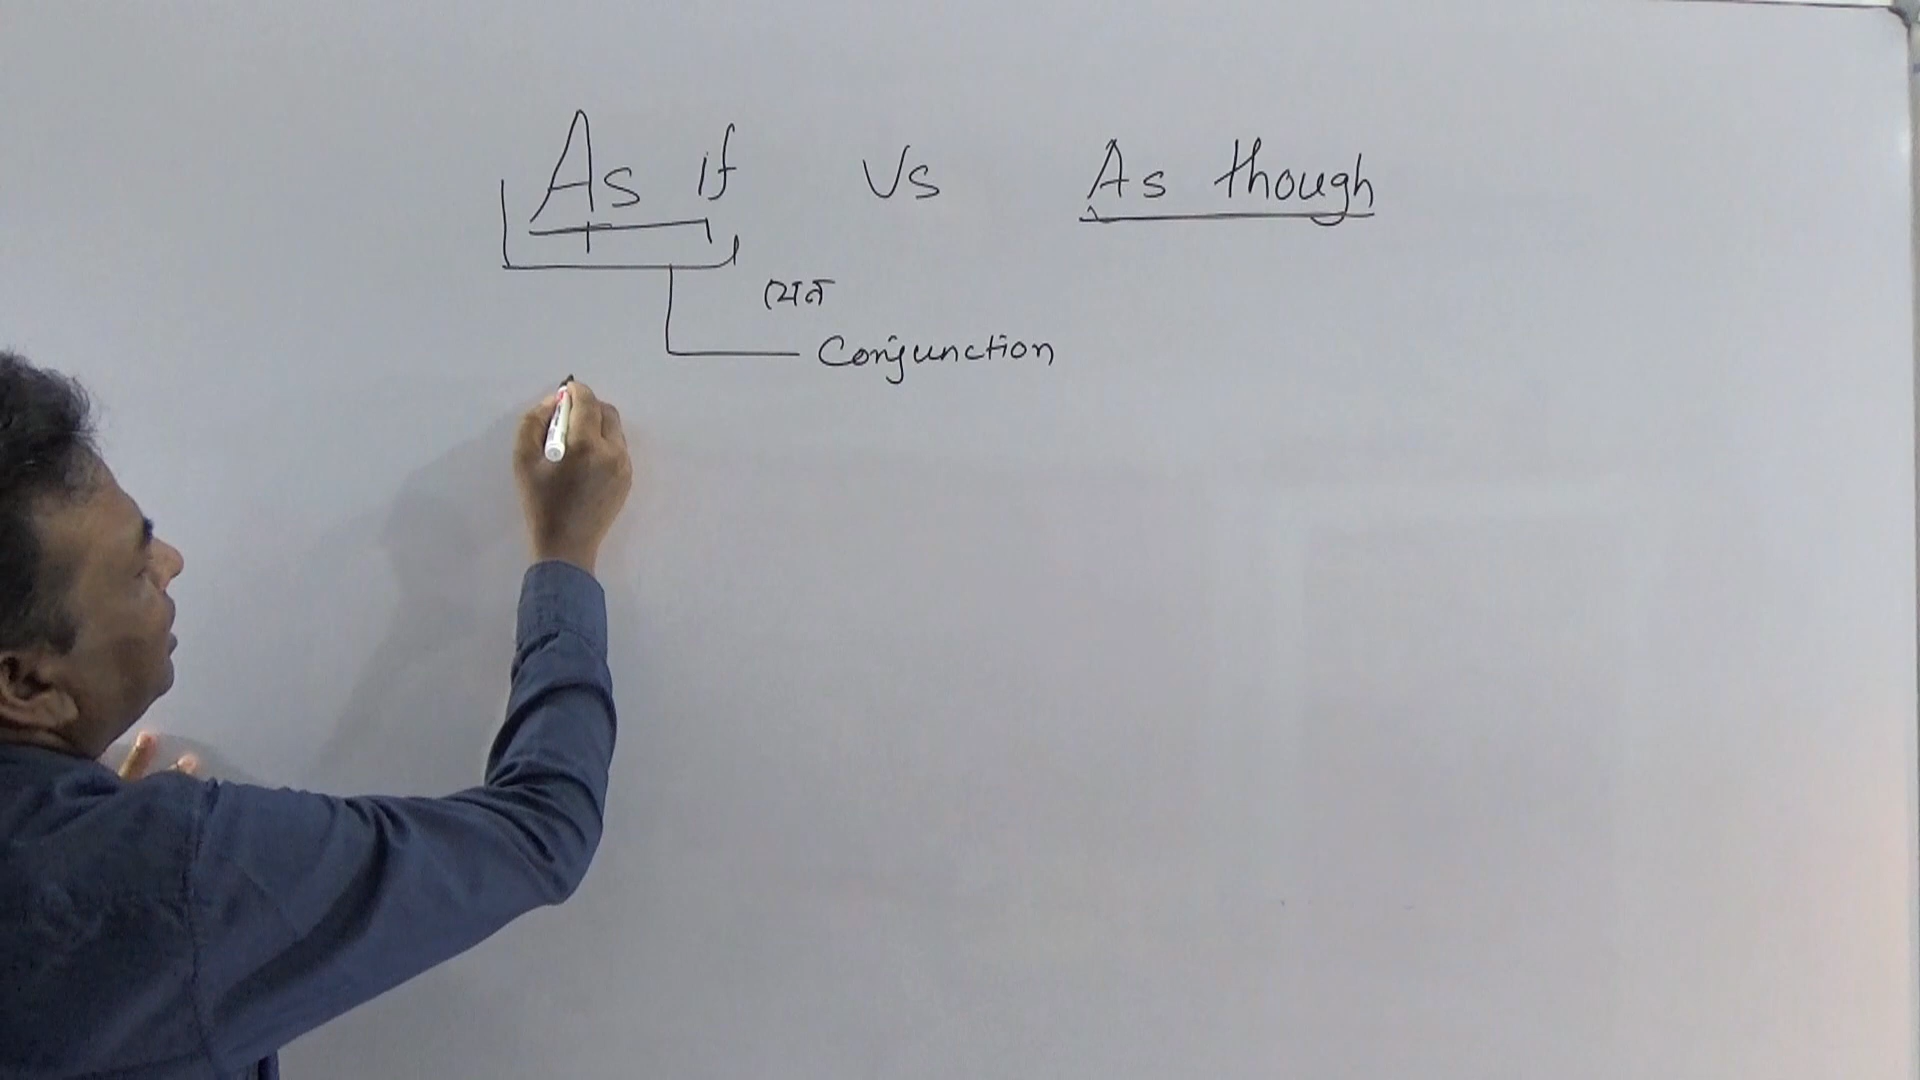 As if Vs As though
যেন
Conjunction